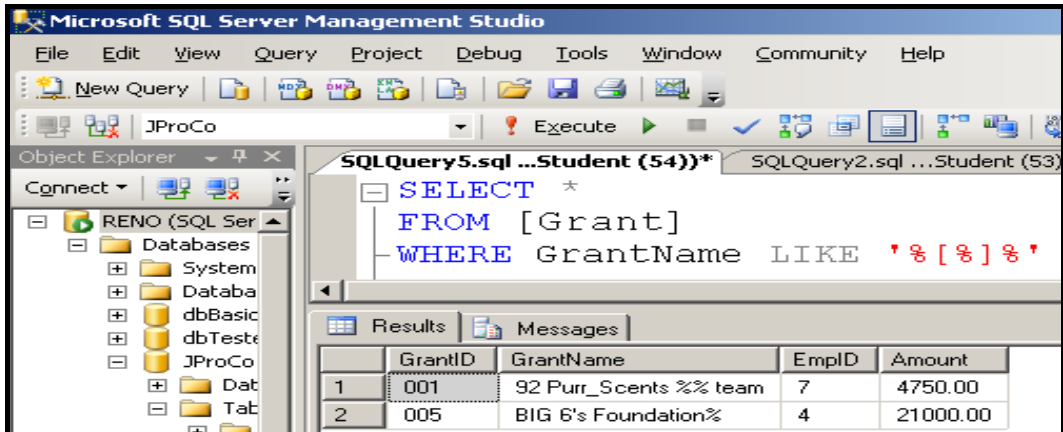 Microsoft SQL Server Management Studio
File Edit View Query Project Debug Tools Window Community Help
New Query
JProCo Execute
Object Explorer
Connect
SQLQuery5.sql ...Student (54))* SQLQuery2.sql ...Student (53)
RENO (SQL Ser
Databases
System
Databa
dbBasic
dbTeste
JProCo
Dat
Tab
SELECT *
FROM [Grant]
WHERE GrantName LIKE '%[%]%'
Results Messages
GrantID GrantName EmpID Amount
1 001 92 Purr_Scents %% team 7 4750.00
2 005 BIG 6's Foundation% 4 21000.00